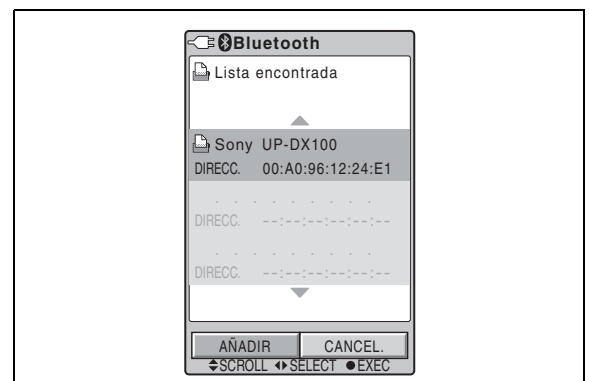 Bluetooth
Lista encontrada
Sony UP-DX100
DIRECC. 00:A0:96:12:24:E1
. . . . . . . . .
DIRECC. --:--:--:--:--:--
. . . . . . . . .
DIRECC. --:--:--:--:--:--
AÑADIR CANCEL.
SCROLL SELECT EXEC